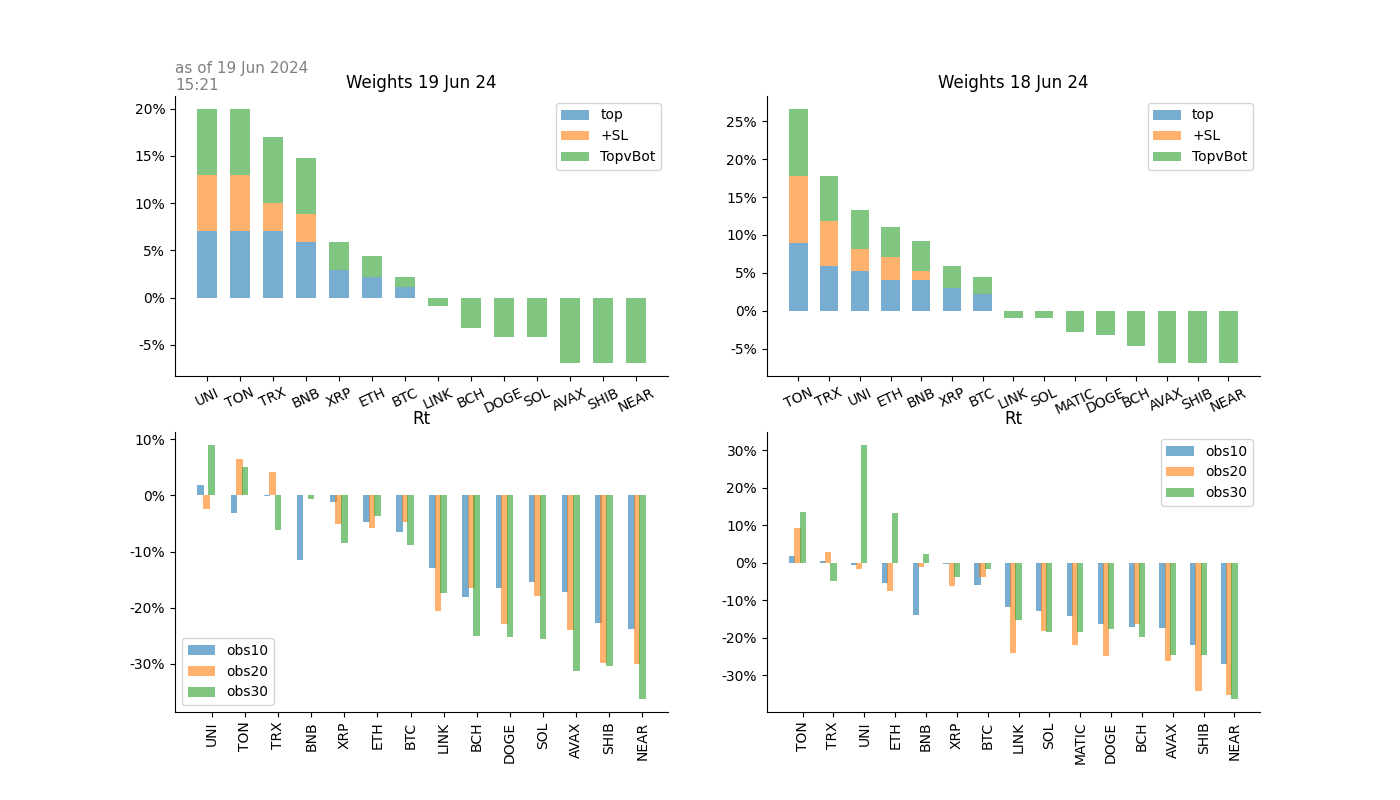 as of 19 Jun 2024
15:21
Weights 19 Jun 24
20%
15%
10%
5%
0%
-5%
top
+SL
TopvBot
UNI TON TRX BNB XRP ETH BTC LINK BCH DOGE SOL AVAX SHIB NEAR
Weights 18 Jun 24
25%
20%
15%
10%
5%
0%
-5%
top
+SL
TopvBot
TON TRX UNI ETH BNB XRP BTC LINK SOL MATIC DOGE BCH AVAX SHIB NEAR
Rt
10%
0%
-10%
-20%
-30%
obs10
obs20
obs30
UNI TON TRX BNB XRP ETH BTC LINK BCH DOGE SOL AVAX SHIB NEAR
Rt
30%
20%
10%
0%
-10%
-20%
-30%
obs10
obs20
obs30
TON TRX UNI ETH BNB XRP BTC LINK SOL MATIC DOGE BCH AVAX SHIB NEAR